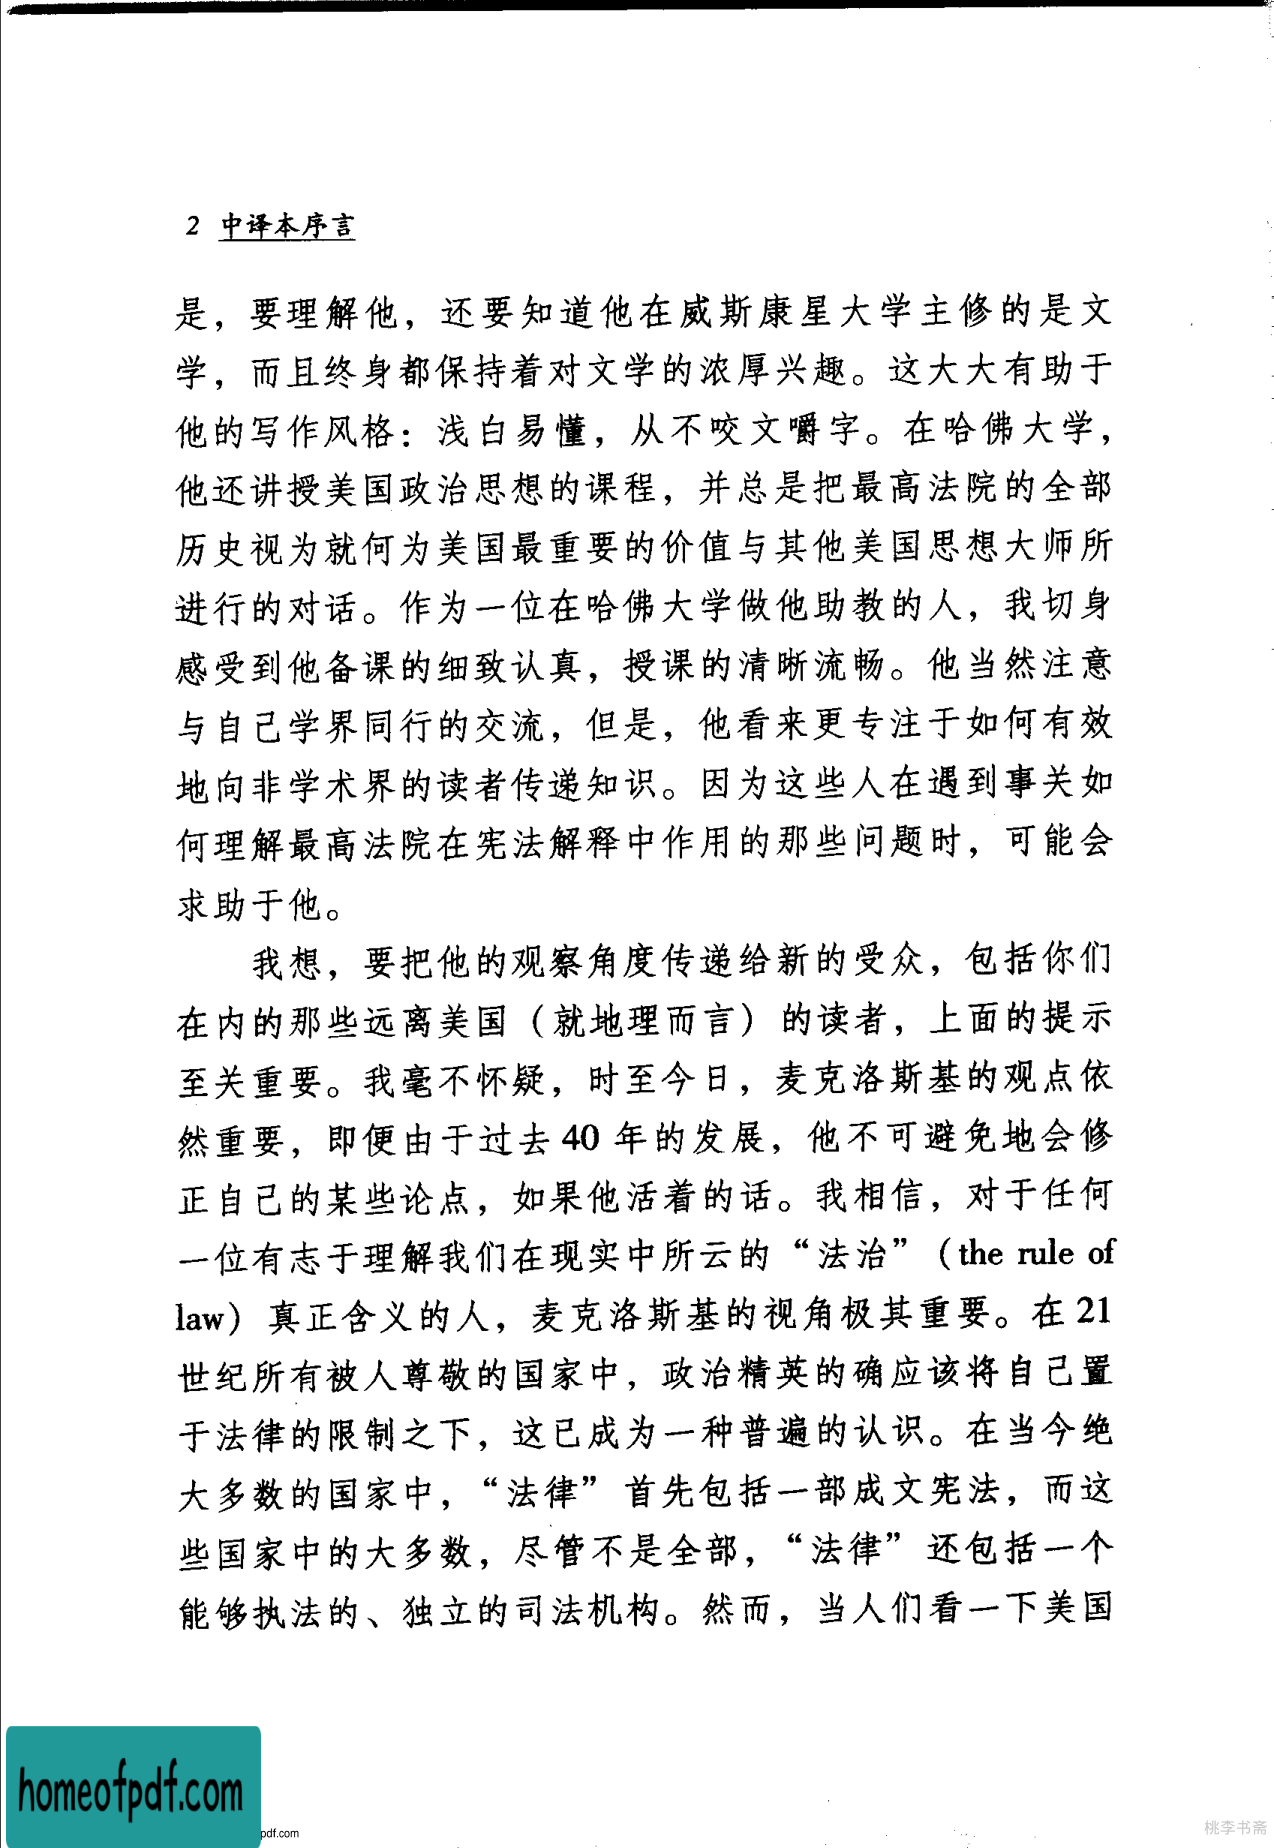 2 中译本序言
是，要理解他，还要知道他在威斯康星大学主修的是文
学，而且终身都保持着对文学的浓厚兴趣。这大大有助于
他的写作风格：浅白易懂，从不咬文嚼字。在哈佛大学，
他还讲授美国政治思想的课程，并总是把最高法院的全部
历史视为就何为美国最重要的价值与其他美国思想大师所
进行的对话。作为一位在哈佛大学做他助教的人，我切身
感受到他备课的细致认真，授课的清晰流畅。他当然注意
与自己学界同行的交流，但是，他看来更专注于如何有效
地向非学术界的读者传递知识。因为这些人在遇到事关如
何理解最高法院在宪法解释中作用的那些问题时，可能会
求助于他。
我想，要把他的观察角度传递给新的受众，包括你们
在内的那些远离美国（就地理而言）的读者，上面的提示
至关重要。我毫不怀疑，时至今日，麦克洛斯基的观点依
然重要，即便由于过去 40 年的发展，他不可避免地会修
正自己的某些论点，如果他活着的话。我相信，对于任何
一位有志于理解我们在现实中所云的“法治”（the rule of
law）真正含义的人，麦克洛斯基的视角极其重要。在 21
世纪所有被人尊敬的国家中，政治精英的确应该将自己置
于法律的限制之下，这已成为一种普遍的认识。在当今绝
大多数的国家中，“法律”首先包括一部成文宪法，而这
些国家中的大多数，尽管不是全部，“法律”还包括一个
能够执法的、独立的司法机构。然而，当人们看一下美国
homeofpdf.com
pdf.com
桃李书斋